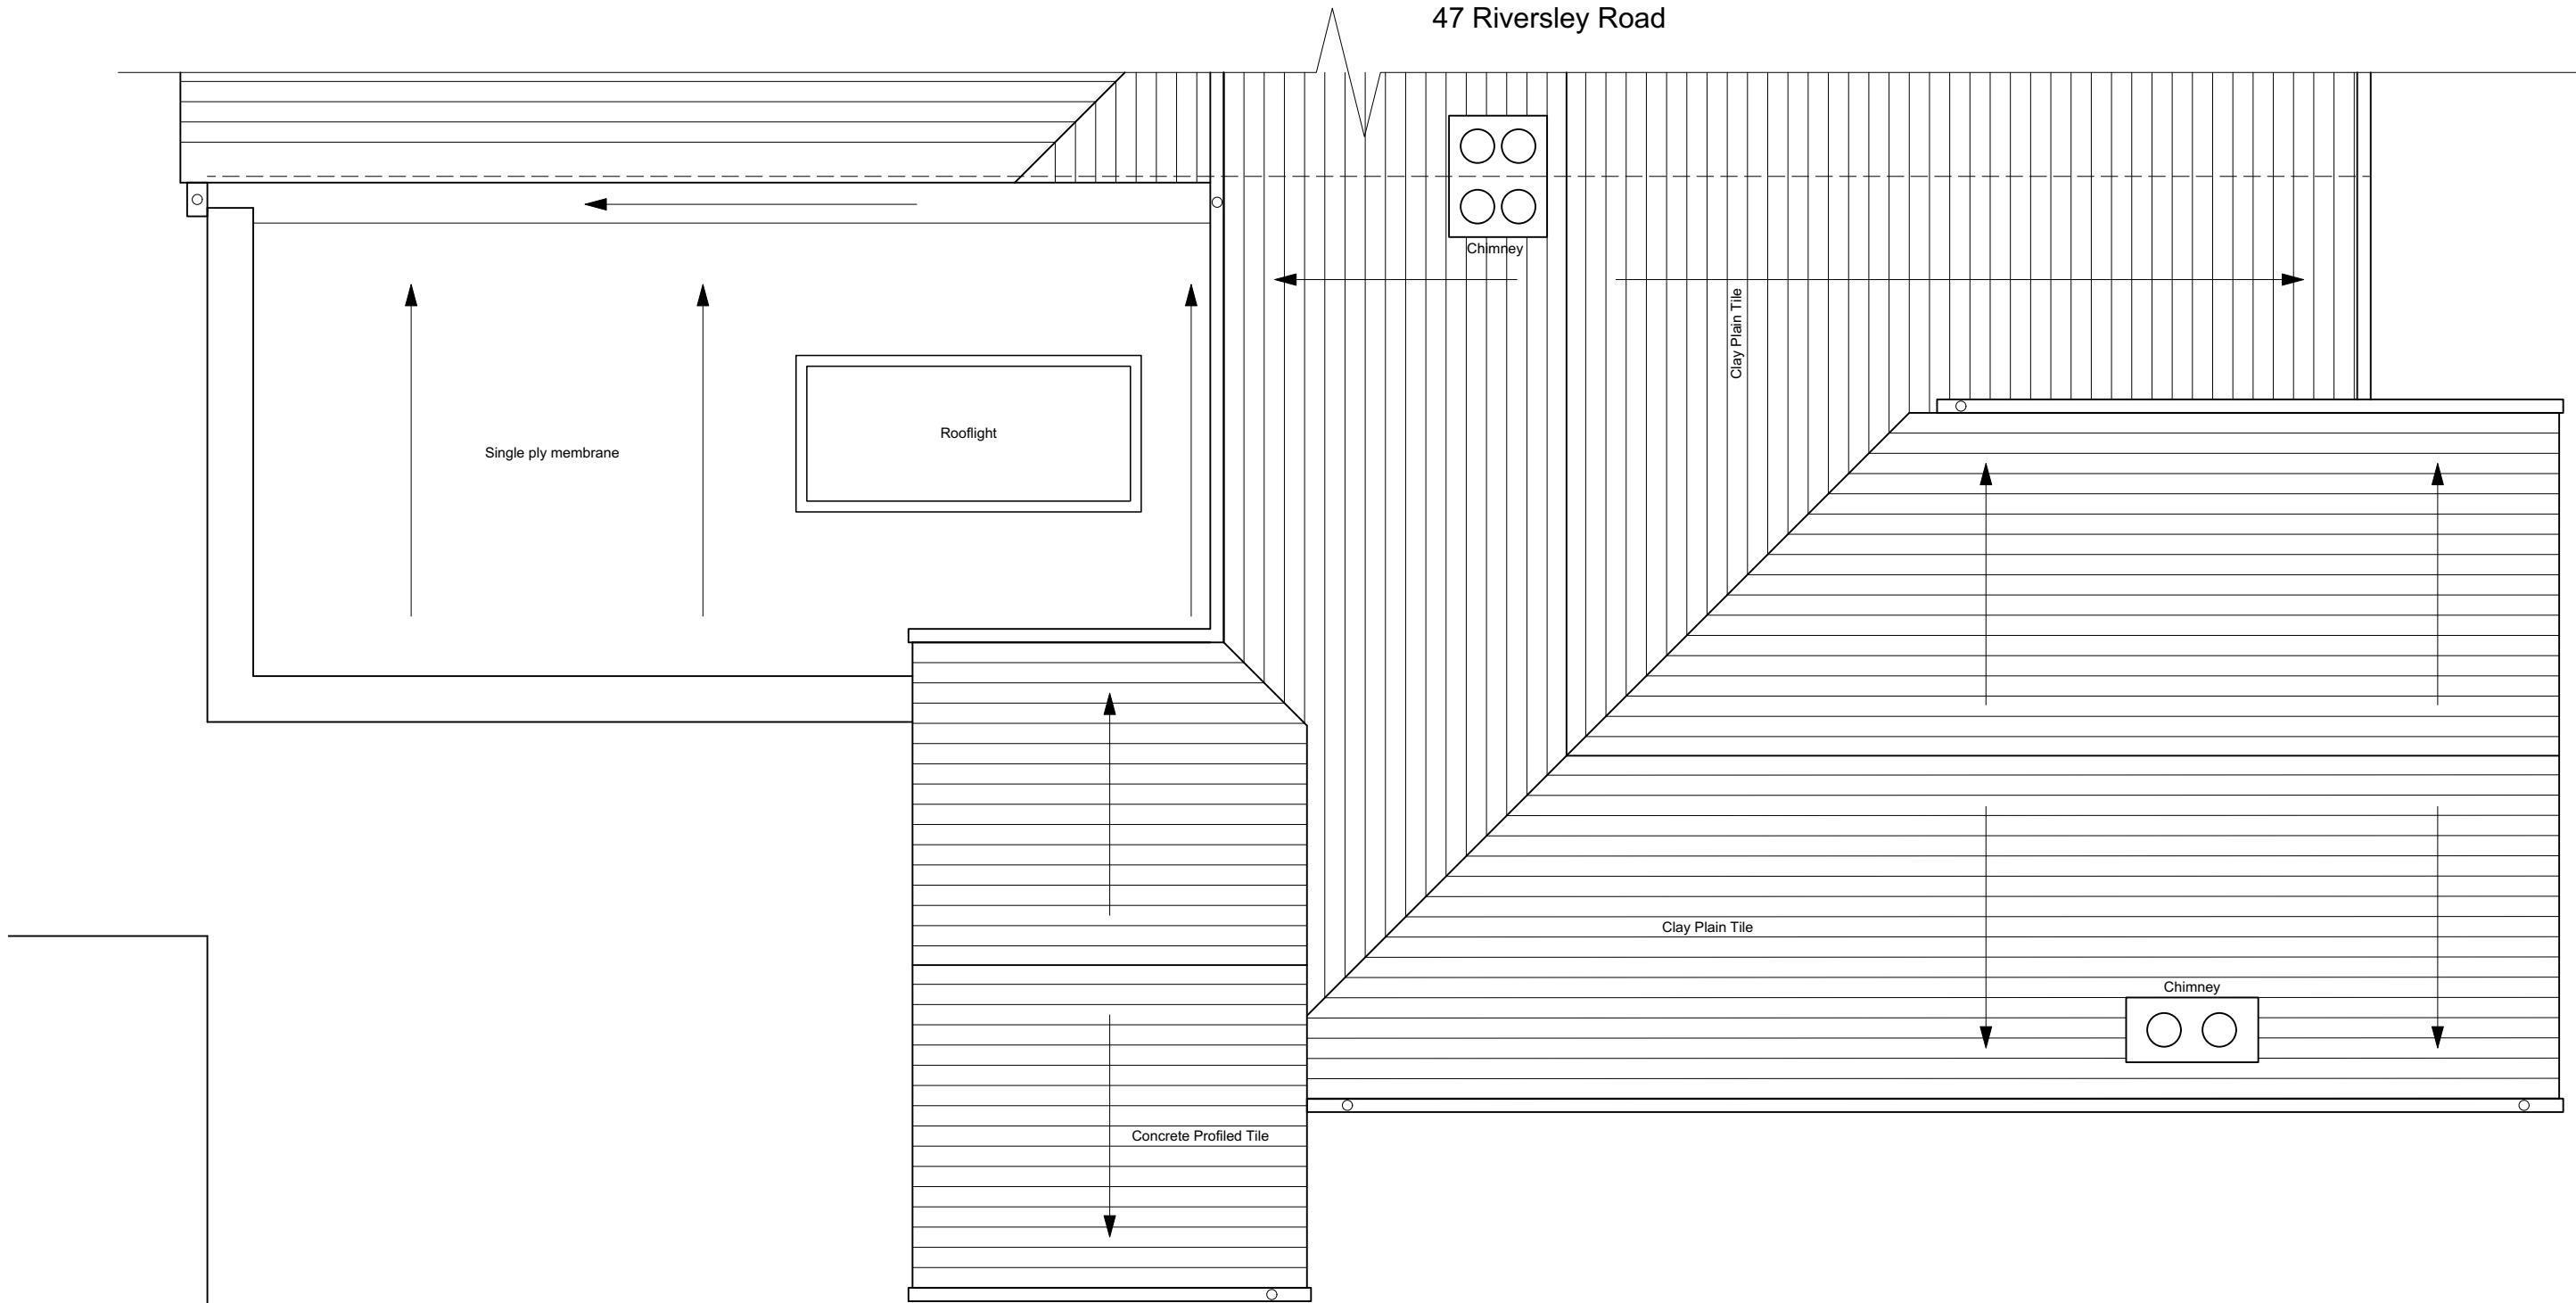 47 Riversley Road
Chimney
Clay Plain Tile
Rooflight
Single ply membrane
Clay Plain Tile
Chimney
Concrete Profiled Tile